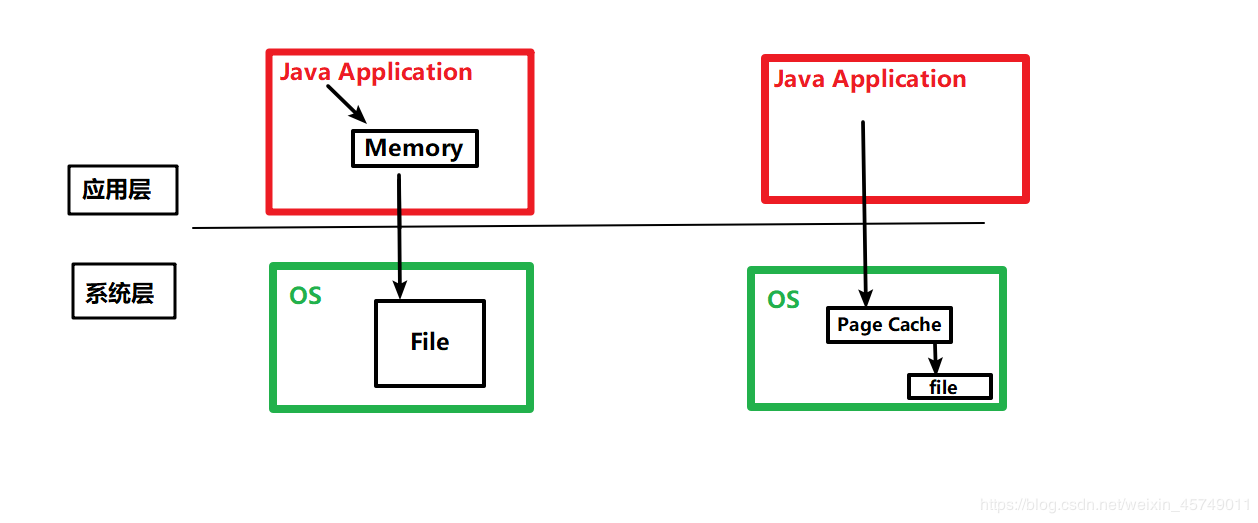 Java Application
Memory
应用层
系统层
OS
File
Java Application
OS
Page Cache
file
https://blog.csdn.net/weixin_45749011